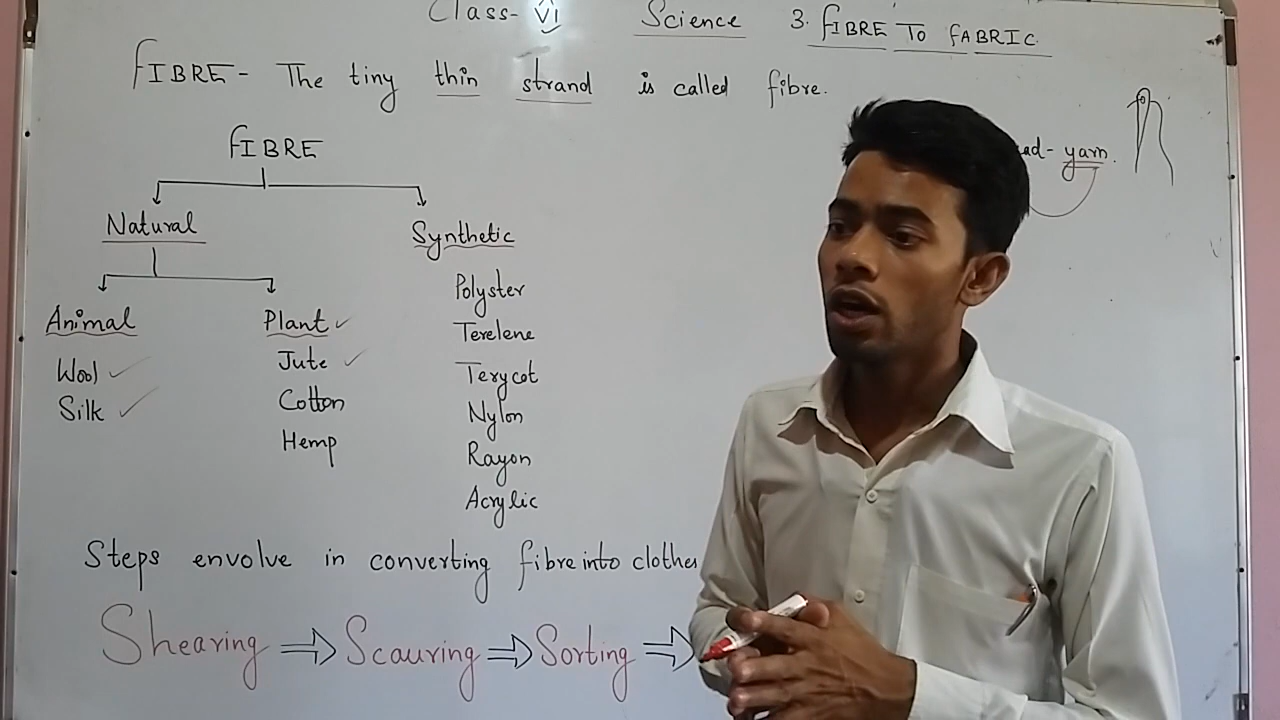 Class- VI Science 3. FIBRE TO FABRIC
FIBRE - The tiny thin strand is called fibre.
FIBRE
ad- yarn.
Natural Synthetic
Animal Plant
Wool
Silk
Jute
Cotton
Hemp
Polyster
Terelene
Terycot
Nylon
Rayon
Acrylic
Steps envolve in converting fibre into clothes
Shearing ⇒ Scauring ⇒ Sorting ⇒